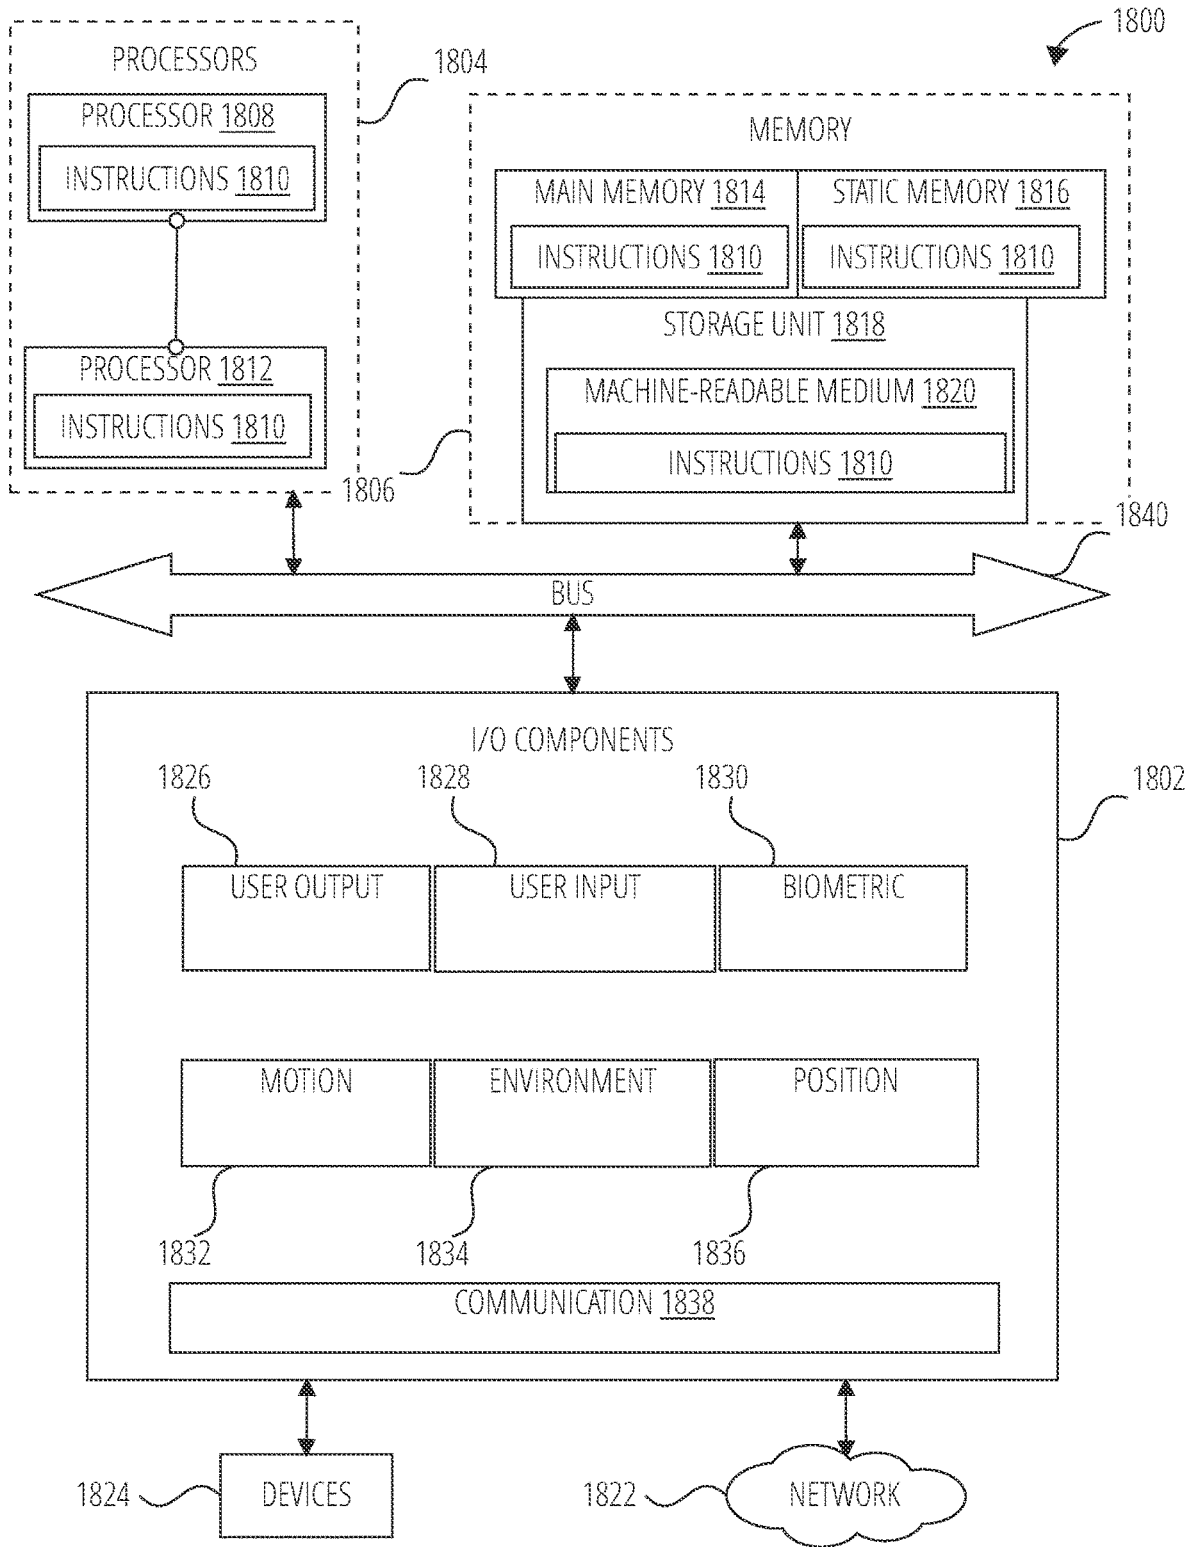 1800
PROCESSORS
1804
PROCESSOR 1808
INSTRUCTIONS 1810
MEMORY
MAIN MEMORY 1814
STATIC MEMORY 1816
INSTRUCTIONS 1810
INSTRUCTIONS 1810
STORAGE UNIT 1818
PROCESSOR 1812
INSTRUCTIONS 1810
MACHINE-READABLE MEDIUM 1820
INSTRUCTIONS 1810
1806
1840
BUS
I/O COMPONENTS
1802
1826
1828
1830
USER OUTPUT
USER INPUT
BIOMETRIC
MOTION
ENVIRONMENT
POSITION
1832
1834
1836
COMMUNICATION 1838
1824
DEVICES
1822
NETWORK